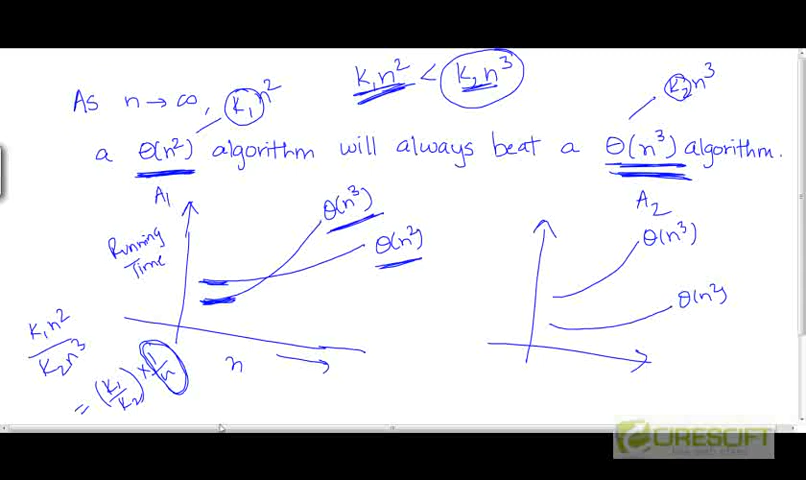 K₁n² < K₂n³
K₂n³
As n → ∞, K₁n²
a Θ(n²) algorithm will always beat a Θ(n³) algorithm.
A₁
A₂
Running
Time
Θ(n³)
Θ(n²)
n
Θ(n³)
Θ(n²)
K₁n²
K₂n³
= (K₁/K₂) × 1/n